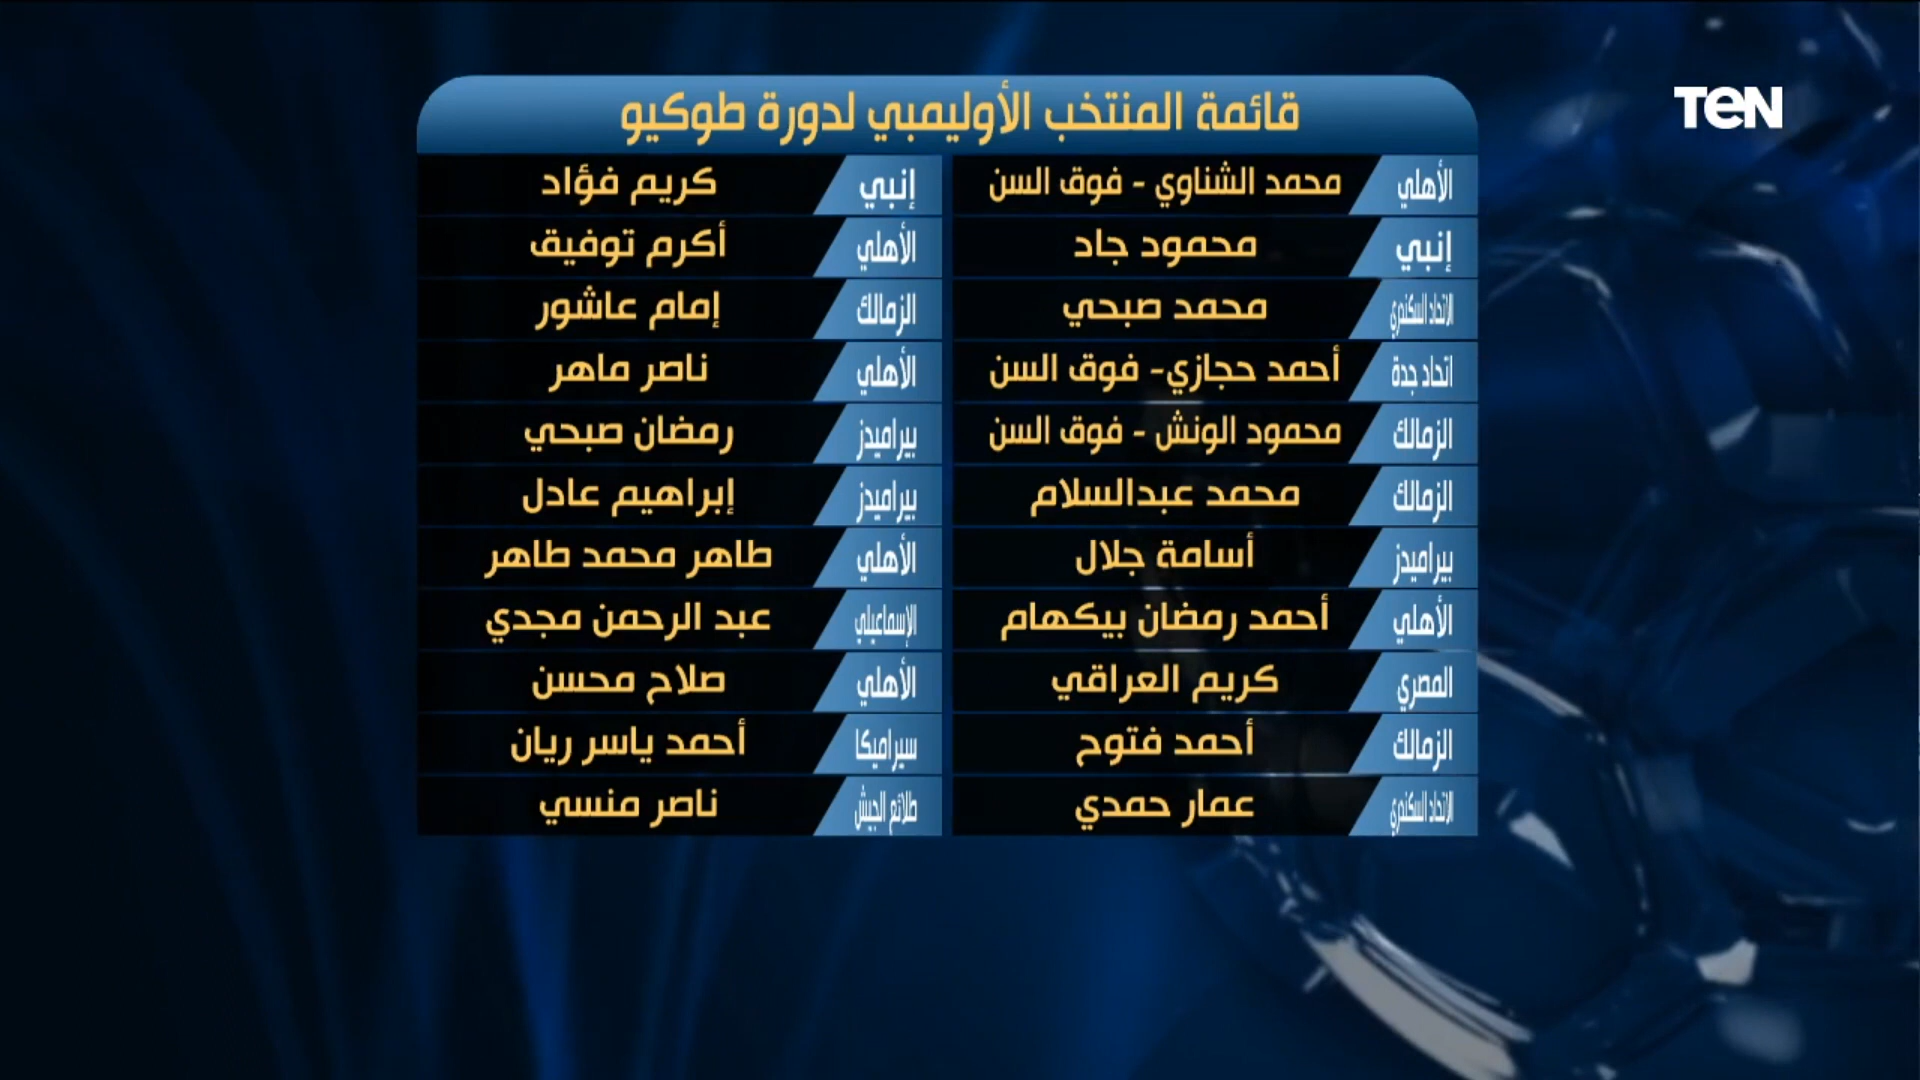 TeN
قائمة المنتخب الأوليمبي لدورة طوكيو
الأهلي محمد الشناوي - فوق السن
إنبي محمود جاد
الاتحاد السكندري محمد صبحي
اتحاد جدة أحمد حجازي- فوق السن
الزمالك محمود الونش - فوق السن
الزمالك محمد عبدالسلام
بيراميدز أسامة جلال
الأهلي أحمد رمضان بيكهام
المصري كريم العراقي
الزمالك أحمد فتوح
الاتحاد السكندري عمار حمدي
إنبي كريم فؤاد
الأهلي أكرم توفيق
الزمالك إمام عاشور
الأهلي ناصر ماهر
بيراميدز رمضان صبحي
بيراميدز إبراهيم عادل
الأهلي طاهر محمد طاهر
الإسماعيلي عبد الرحمن مجدي
الأهلي صلاح محسن
سيراميكا أحمد ياسر ريان
طلائع الجيش ناصر منسي